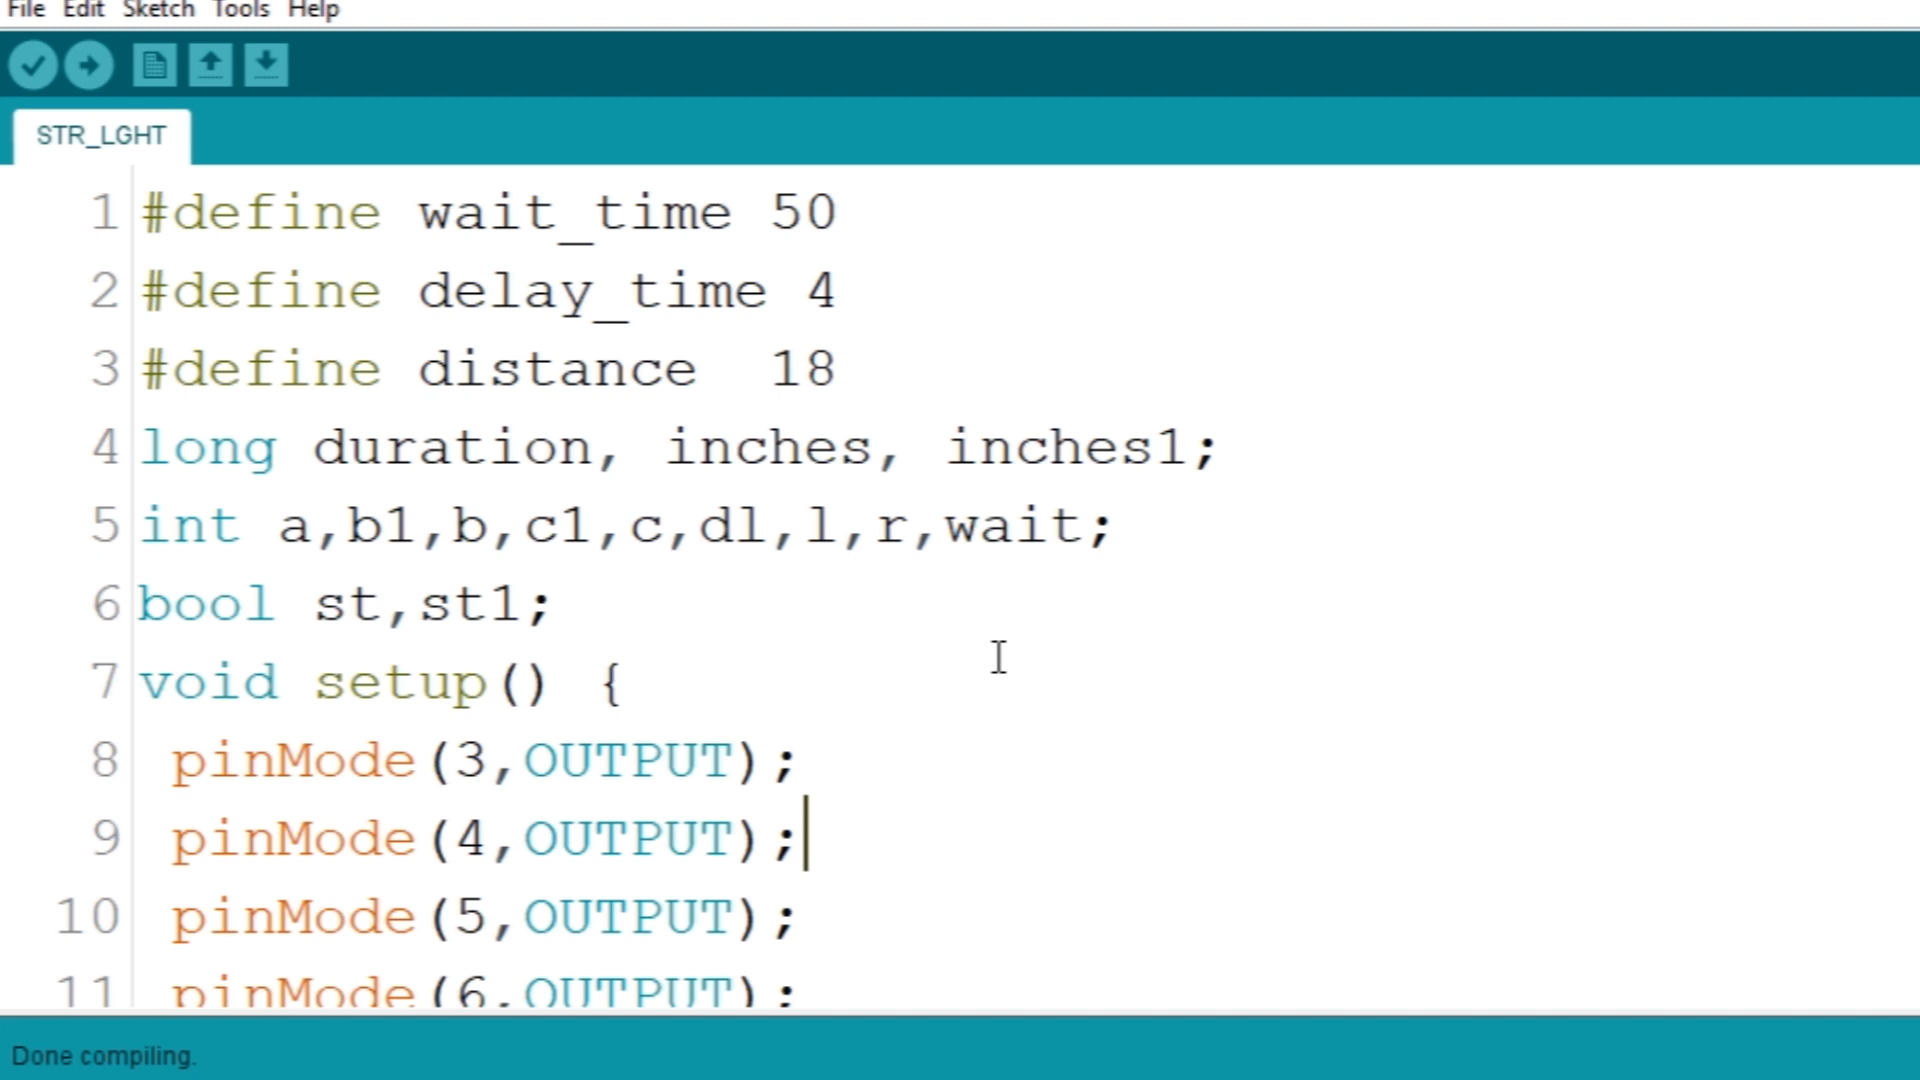 File Edit Sketch Tools Help
STR_LGHT
1 #define wait_time 50
2 #define delay_time 4
3 #define distance  18
4 long duration, inches, inches1;
5 int a,b1,b,c1,c,dl,l,r,wait;
6 bool st,st1;
7 void setup() {
8  pinMode(3,OUTPUT);
9  pinMode(4,OUTPUT);
10  pinMode(5,OUTPUT);
11  pinMode(6,OUTPUT);
Done compiling.